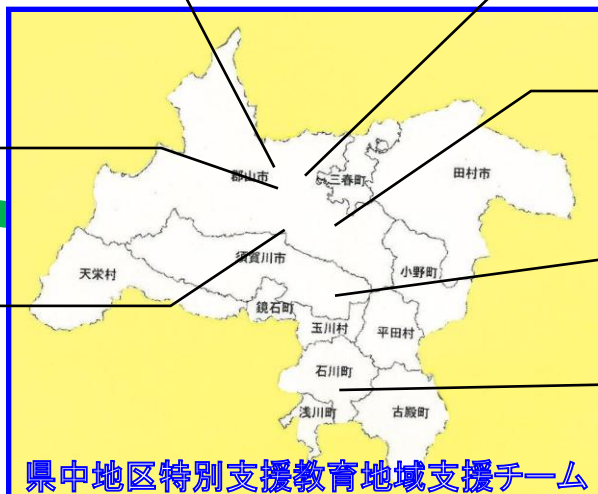 郡山市
三春町
田村市
須賀川市
天栄村
小野町
鏡石町
玉川村
平田村
石川町
浅川町
古殿町
県中地区特別支援教育地域支援チーム